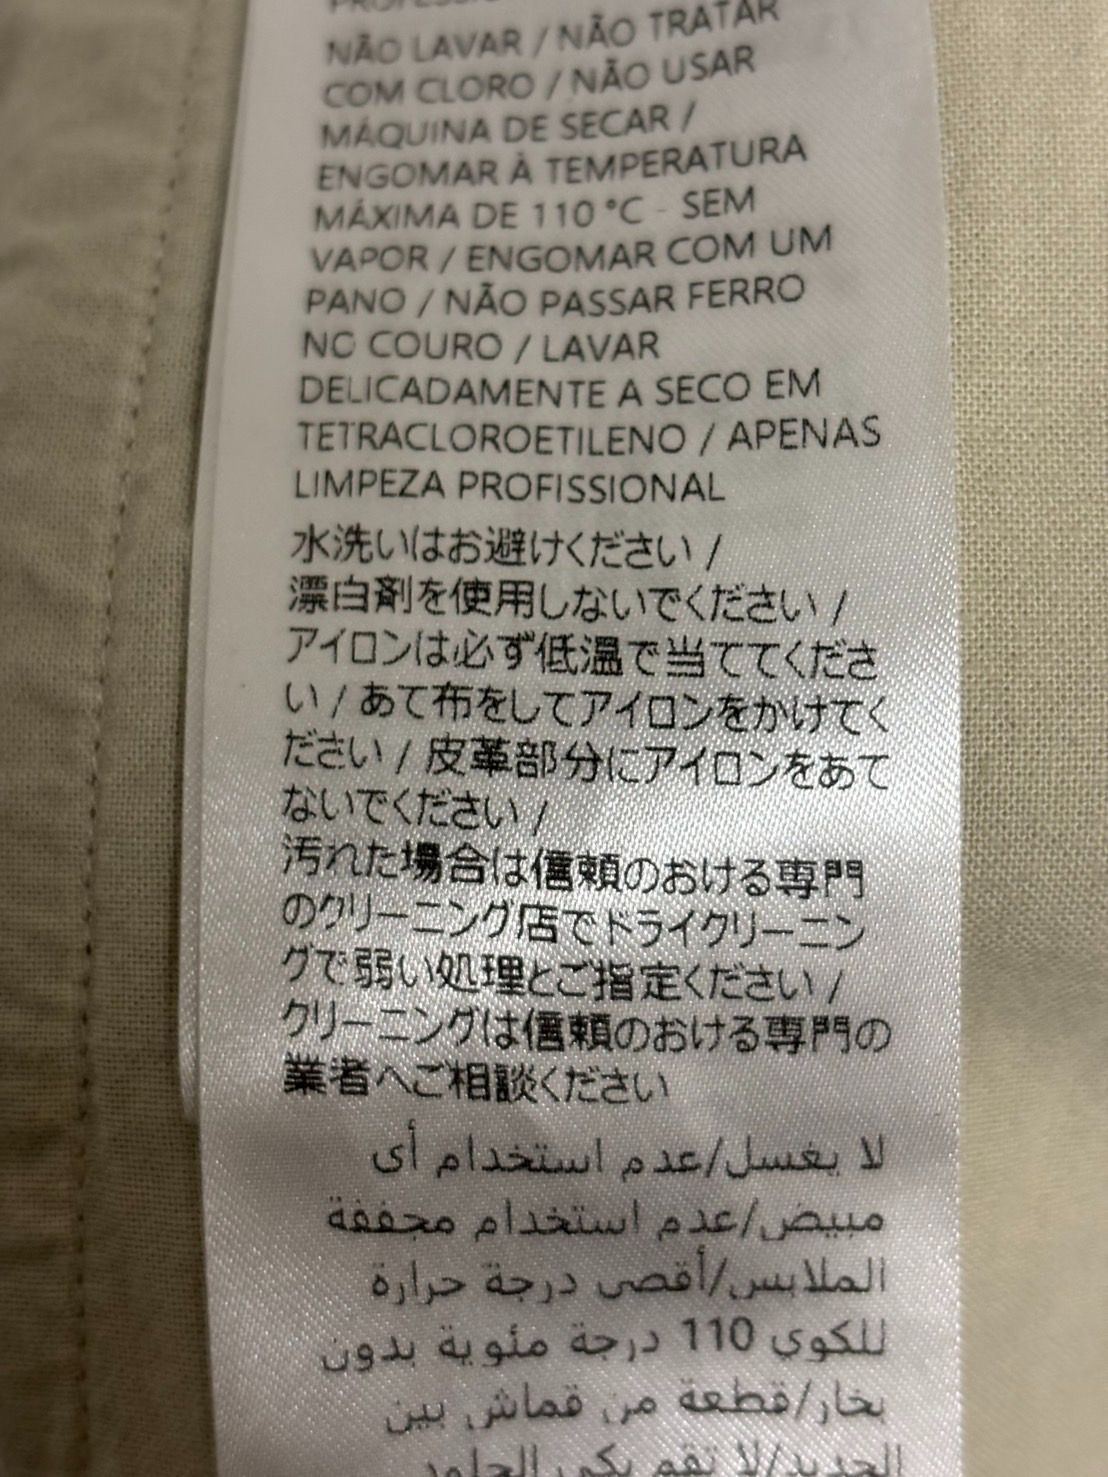 NÃO LAVAR / NÃO TRATAR
COM CLORO / NÃO USAR
MÁQUINA DE SECAR /
ENGOMAR À TEMPERATURA
MÁXIMA DE 110 °C - SEM
VAPOR / ENGOMAR COM UM
PANO / NÃO PASSAR FERRO
NO COURO / LAVAR
DELICADAMENTE A SECO EM
TETRACLOROETILENO / APENAS
LIMPEZA PROFISSIONAL
水洗いはお避けください /
漂白剤を使用しないでください /
アイロンは必ず低温で当ててくださ
い / あて布をしてアイロンをかけてく
ださい / 皮革部分にアイロンをあて
ないでください /
汚れた場合は信頼のおける専門
のクリーニング店でドライクリーニン
グで弱い処理とご指定ください /
クリーニングは信頼のおける専門の
業者へご相談ください
لا يغسل/عدم استخدام أى
مبيض/عدم استخدام مجففة
الملابس/أقصى درجة حرارة
للكوي 110 درجة مئوية بدون
بخار/قطعة من قماش بين
الحديد/لا تقم بكي الجلود